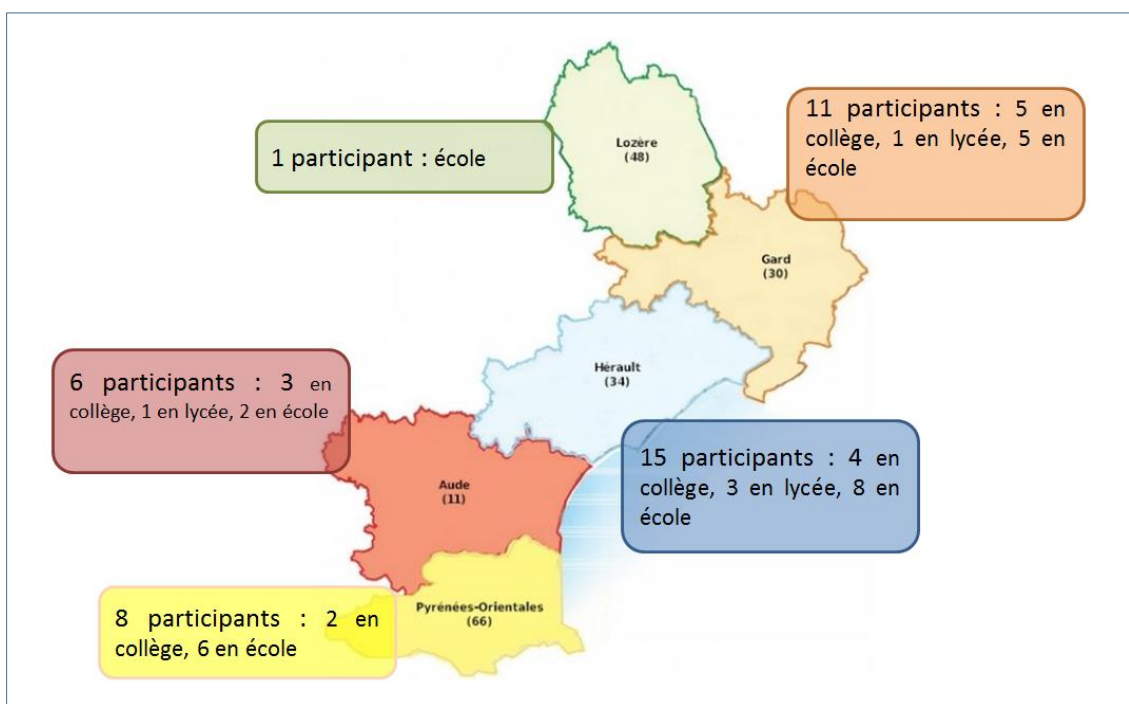 11 participants : 5 en
collège, 1 en lycée, 5 en
école
1 participant : école
Lozère
(48)
Gard
(30)
Hérault
(34)
6 participants : 3 en
collège, 1 en lycée, 2 en école
15 participants : 4 en
collège, 3 en lycée, 8 en
école
Aude
(11)
8 participants : 2 en
collège, 6 en école
Pyrénées-Orientales
(66)